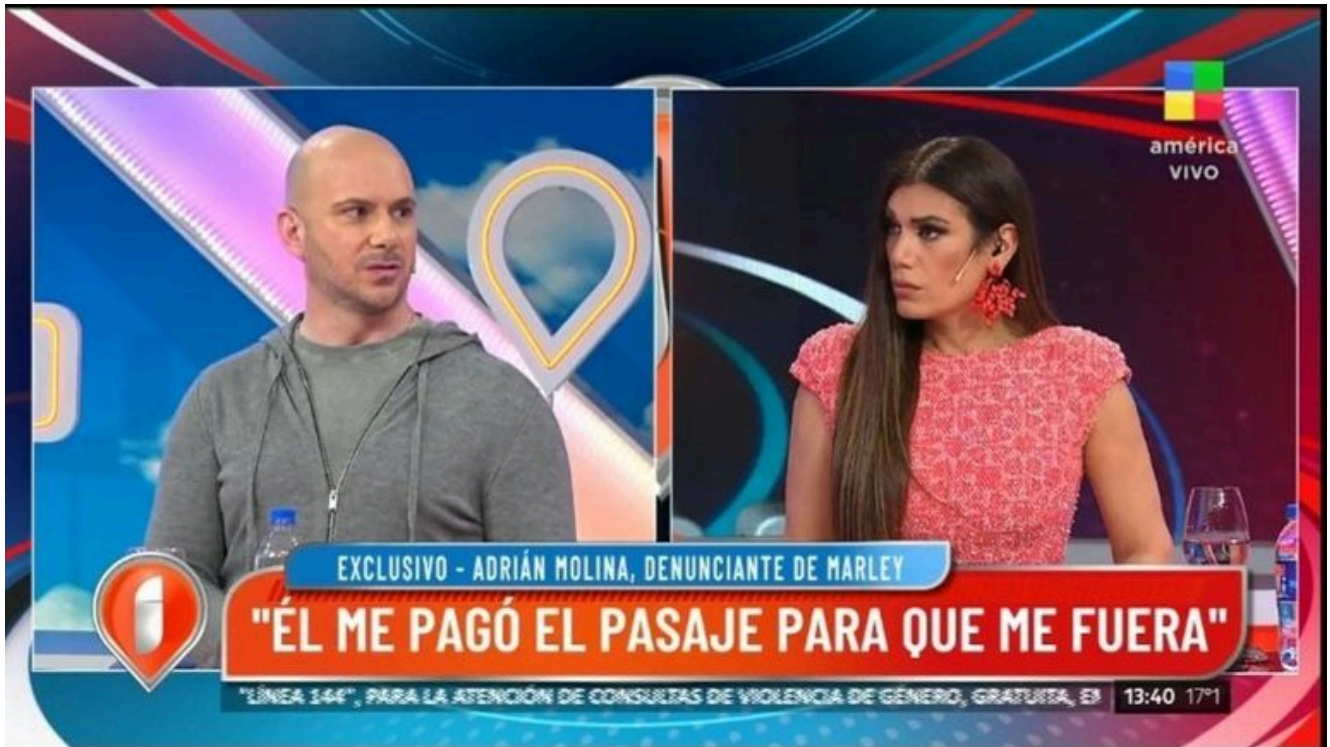 américa
VIVO
EXCLUSIVO - ADRIÁN MOLINA, DENUNCIANTE DE MARLEY
"ÉL ME PAGÓ EL PASAJE PARA QUE ME FUERA"
"LÍNEA 144", PARA LA ATENCIÓN DE CONSULTAS DE VIOLENCIA DE GÉNERO, GRATUITA, E
13:40 17°1